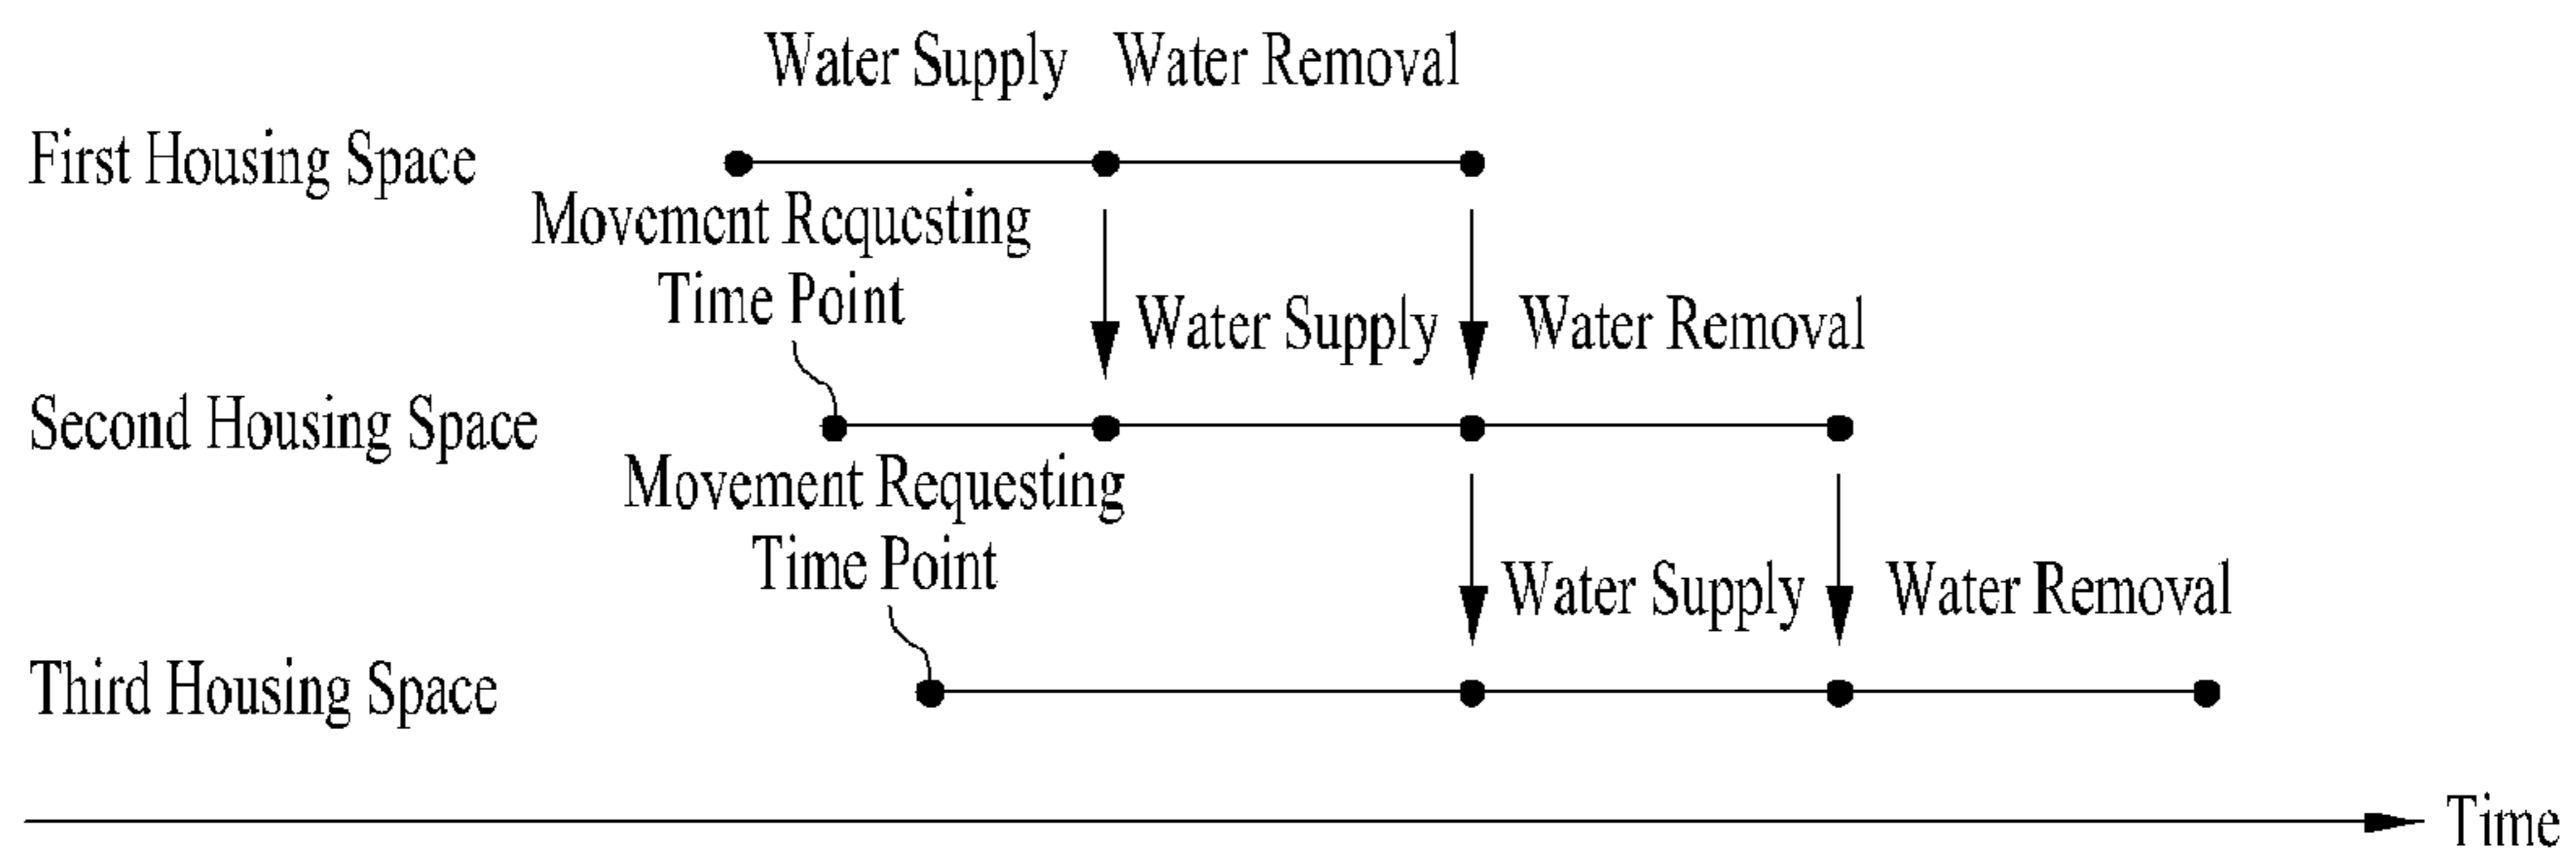 Water Supply Water Removal
First Housing Space
Movement Requesting
Time Point
Water Supply Water Removal
Second Housing Space
Movement Requesting
Time Point
Water Supply Water Removal
Third Housing Space
Time